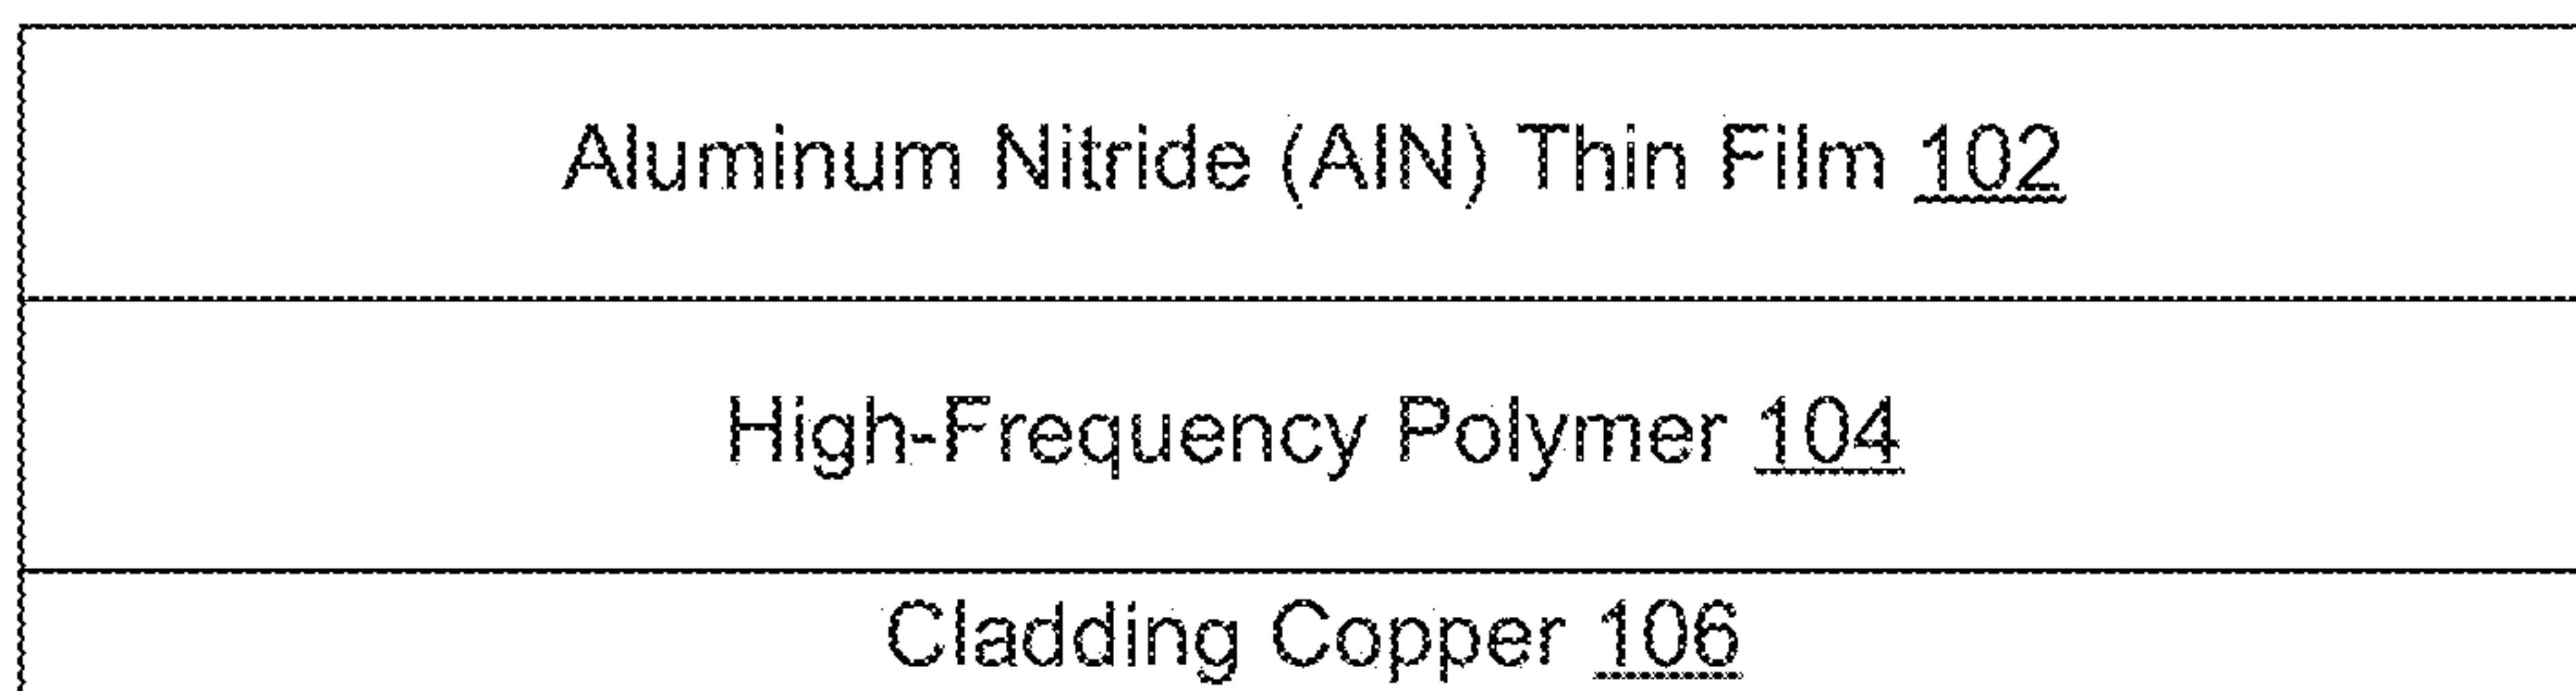 Aluminum Nitride (AlN) Thin Film 102
High-Frequency Polymer 104
Cladding Copper 106